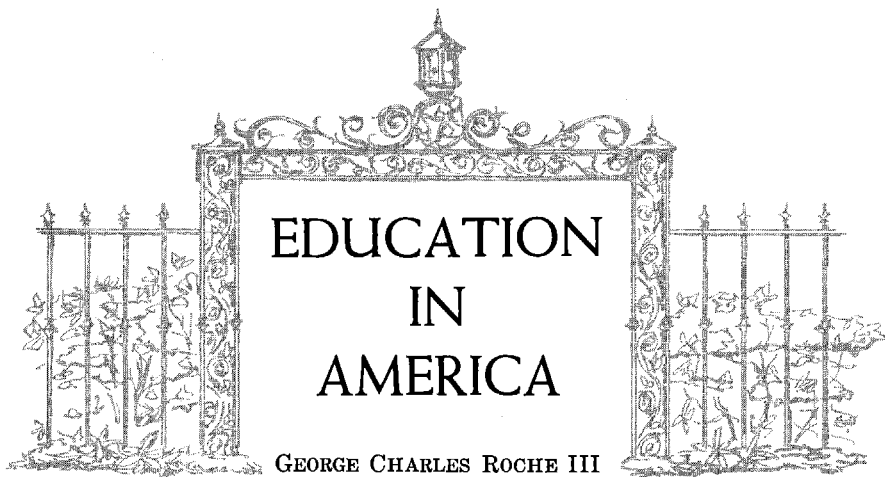 EDUCATION
IN
AMERICA
GEORGE CHARLES ROCHE III